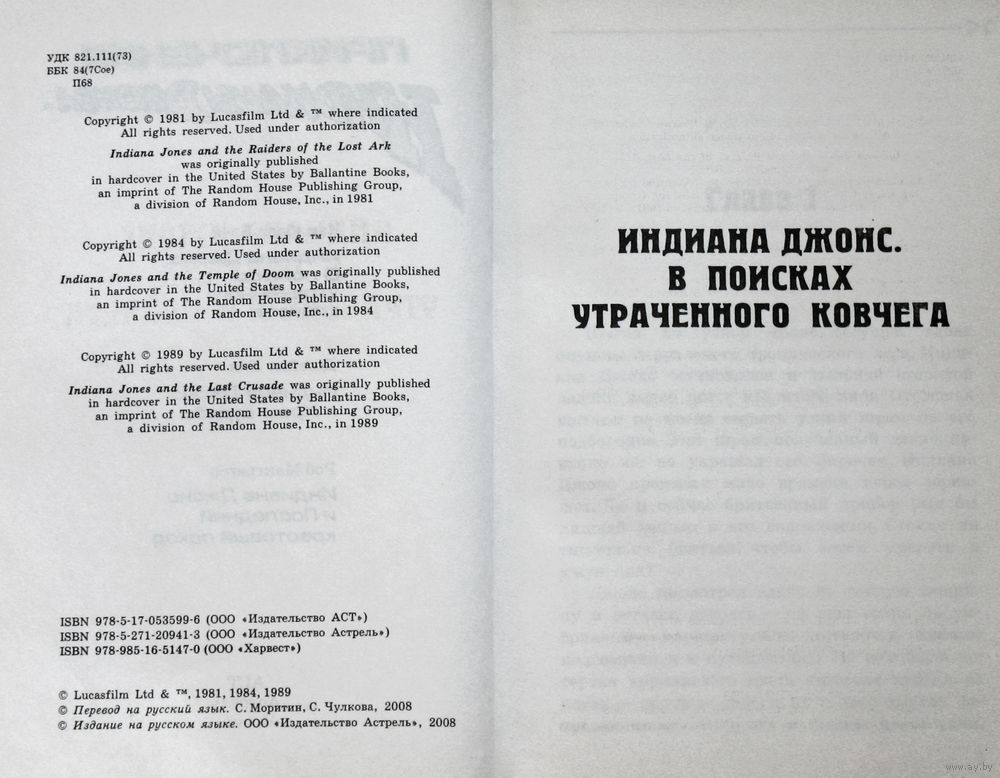 УДК 821.111(73)
ББК 84(7Сое)
П68
Copyright © 1981 by Lucasfilm Ltd & ™ where indicated
All rights reserved. Used under authorization
Indiana Jones and the Raiders of the Lost Ark
was originally published
in hardcover in the United States by Ballantine Books,
an imprint of The Random House Publishing Group,
a division of Random House, Inc., in 1981
Copyright © 1984 by Lucasfilm Ltd & ™ where indicated
All rights reserved. Used under authorization
Indiana Jones and the Temple of Doom was originally published
in hardcover in the United States by Ballantine Books,
an imprint of The Random House Publishing Group,
a division of Random House, Inc., in 1984
Copyright © 1989 by Lucasfilm Ltd & ™ where indicated
All rights reserved. Used under authorization
Indiana Jones and the Last Crusade was originally published
in hardcover in the United States by Ballantine Books,
an imprint of The Random House Publishing Group,
a division of Random House, Inc., in 1989
ISBN 978-5-17-053599-6 (ООО «Издательство АСТ»)
ISBN 978-5-271-20941-3 (ООО «Издательство Астрель»)
ISBN 978-985-16-5147-0 (ООО «Харвест»)
© Lucasfilm Ltd & ™, 1981, 1984, 1989
© Перевод на русский язык. С. Моритин, С. Чулкова, 2008
© Издание на русском языке. ООО «Издательство Астрель», 2008
ИНДИАНА ДЖОНС.
В ПОИСКАХ
УТРАЧЕННОГО КОВЧЕГА
www.ay.by